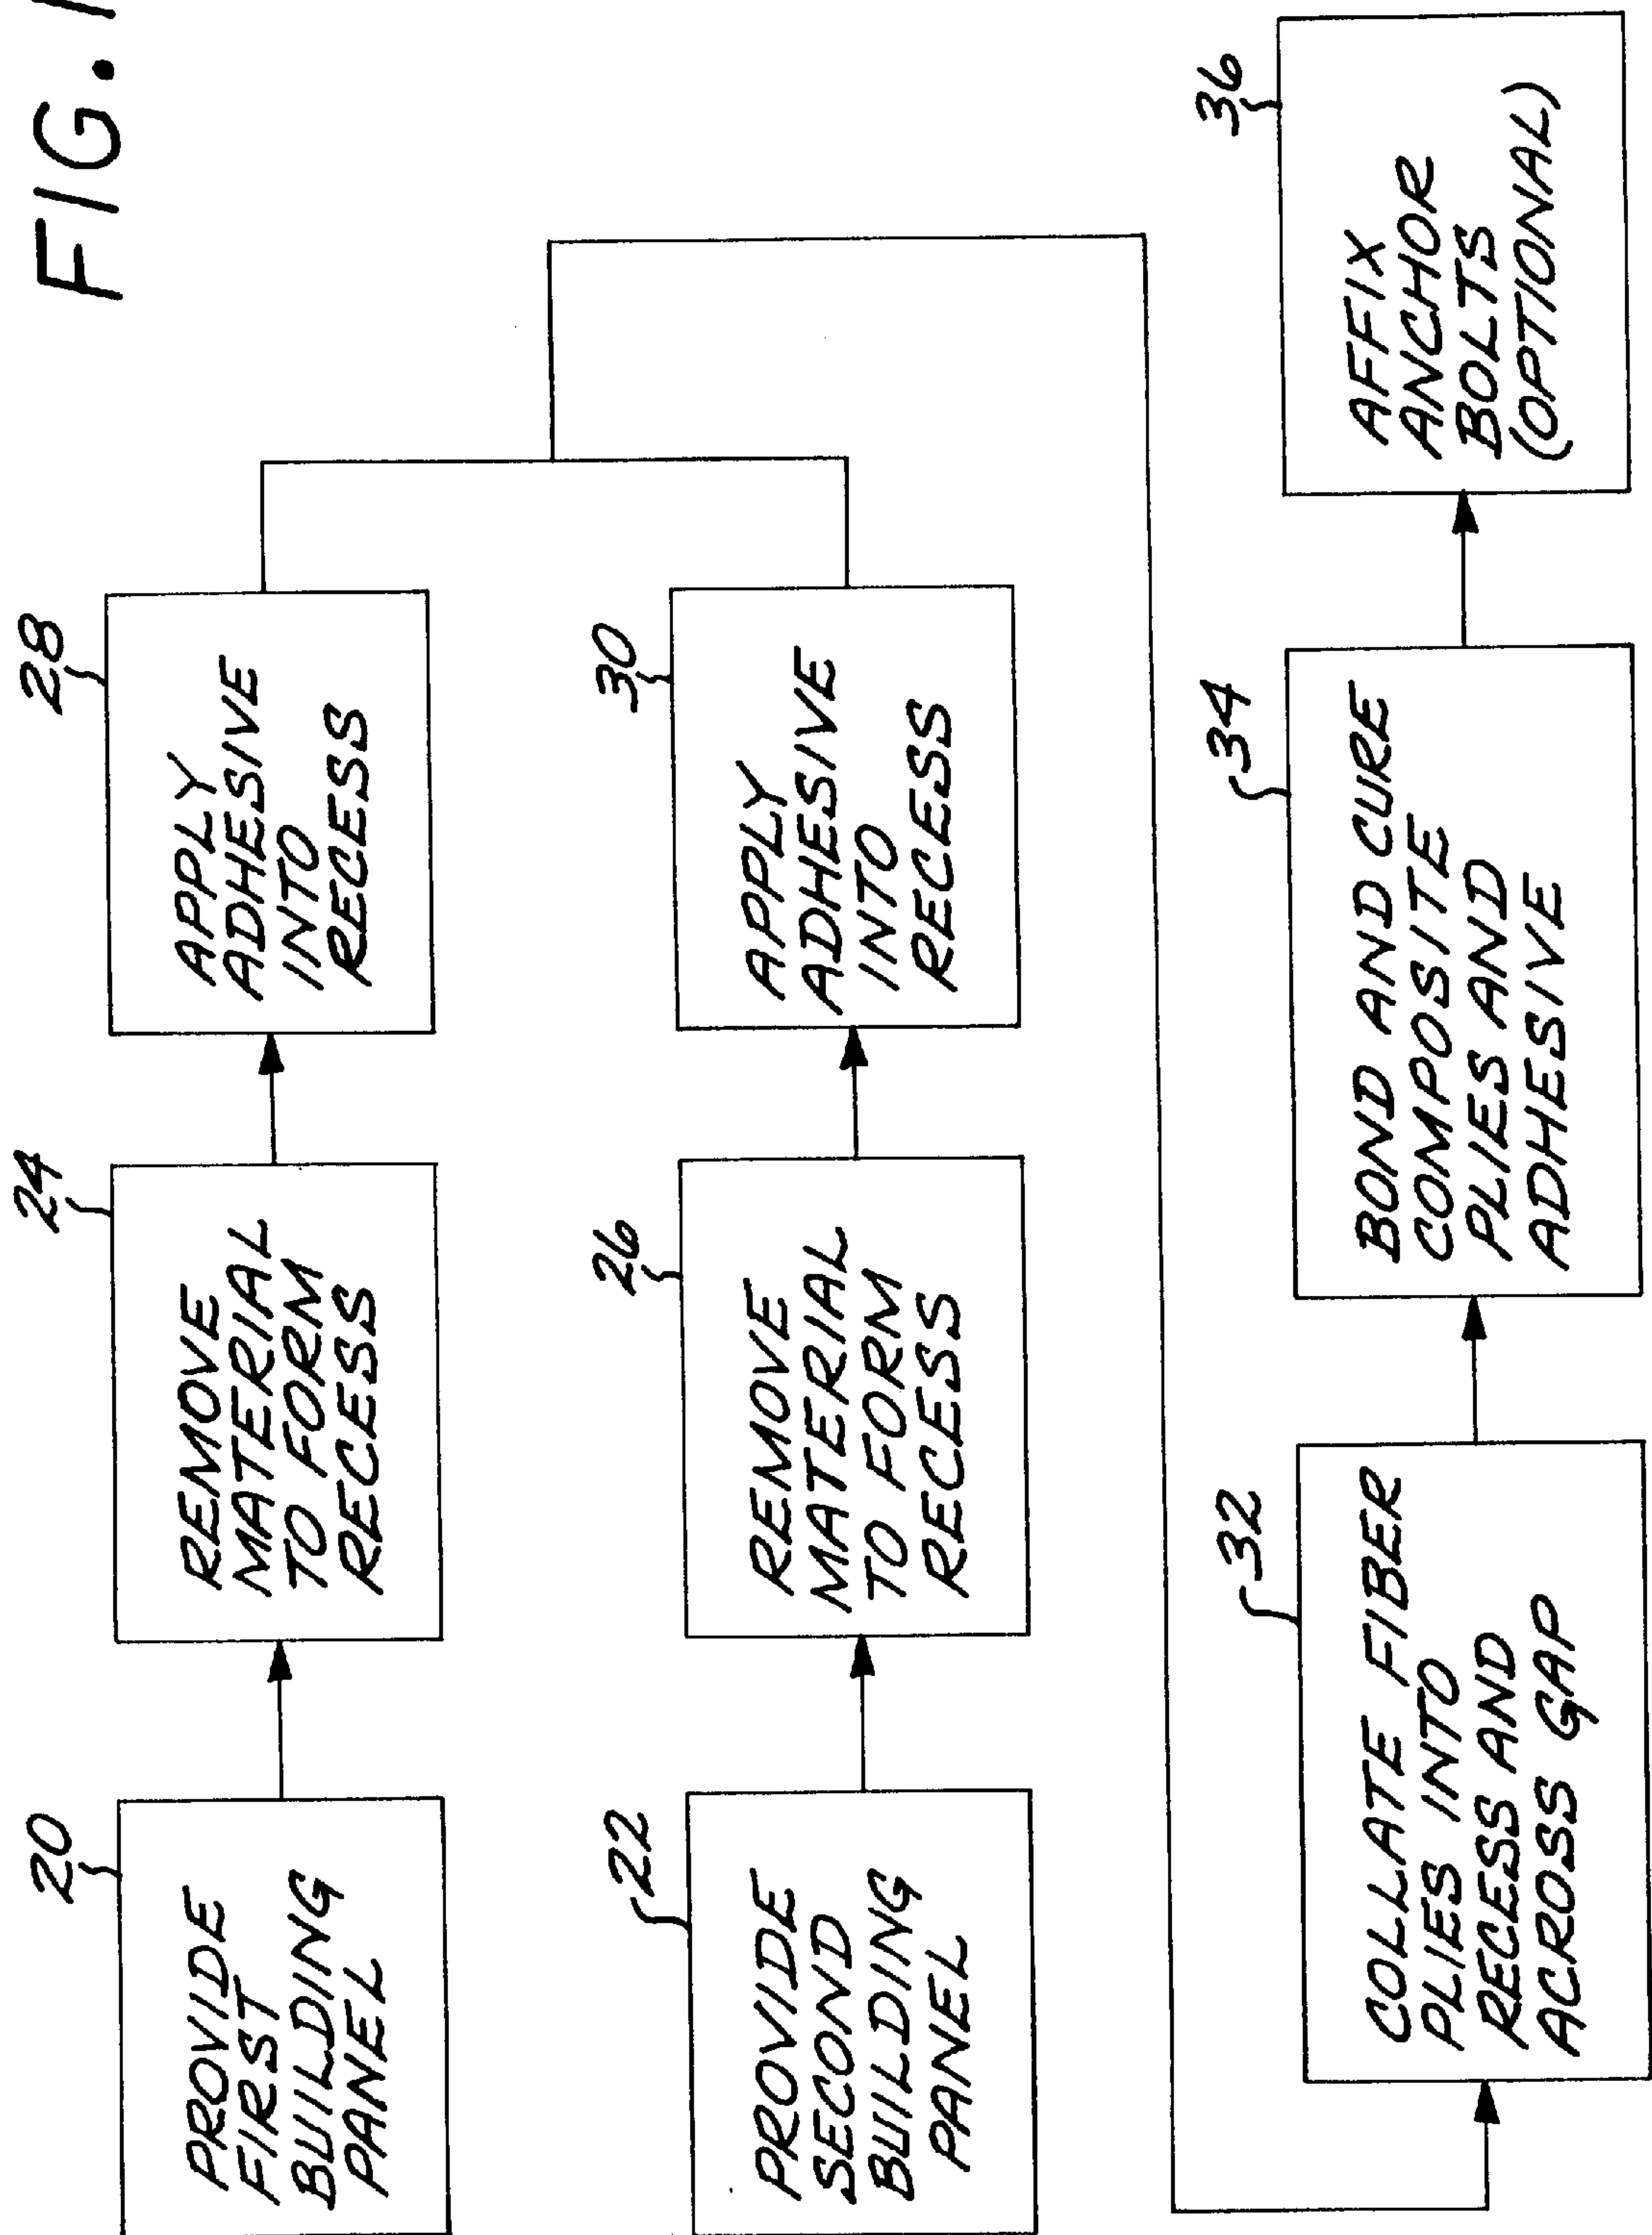 FIG. 1
20
PROVIDE
FIRST
BUILDING
PANEL
24
REMOVE
MATERIAL
TO FORM
RECESS
28
APPLY
ADHESIVE
INTO
RECESS
22
PROVIDE
SECOND
BUILDING
PANEL
26
REMOVE
MATERIAL
TO FORM
RECESS
30
APPLY
ADHESIVE
INTO
RECESS
32
COLLATE FIBER
PLIES INTO
RECESS AND
ACROSS GAP
34
BOND AND CURE
COMPOSITE
PLIES AND
ADHESIVE
36
AFFIX
ANCHOR
BOLTS
(OPTIONAL)